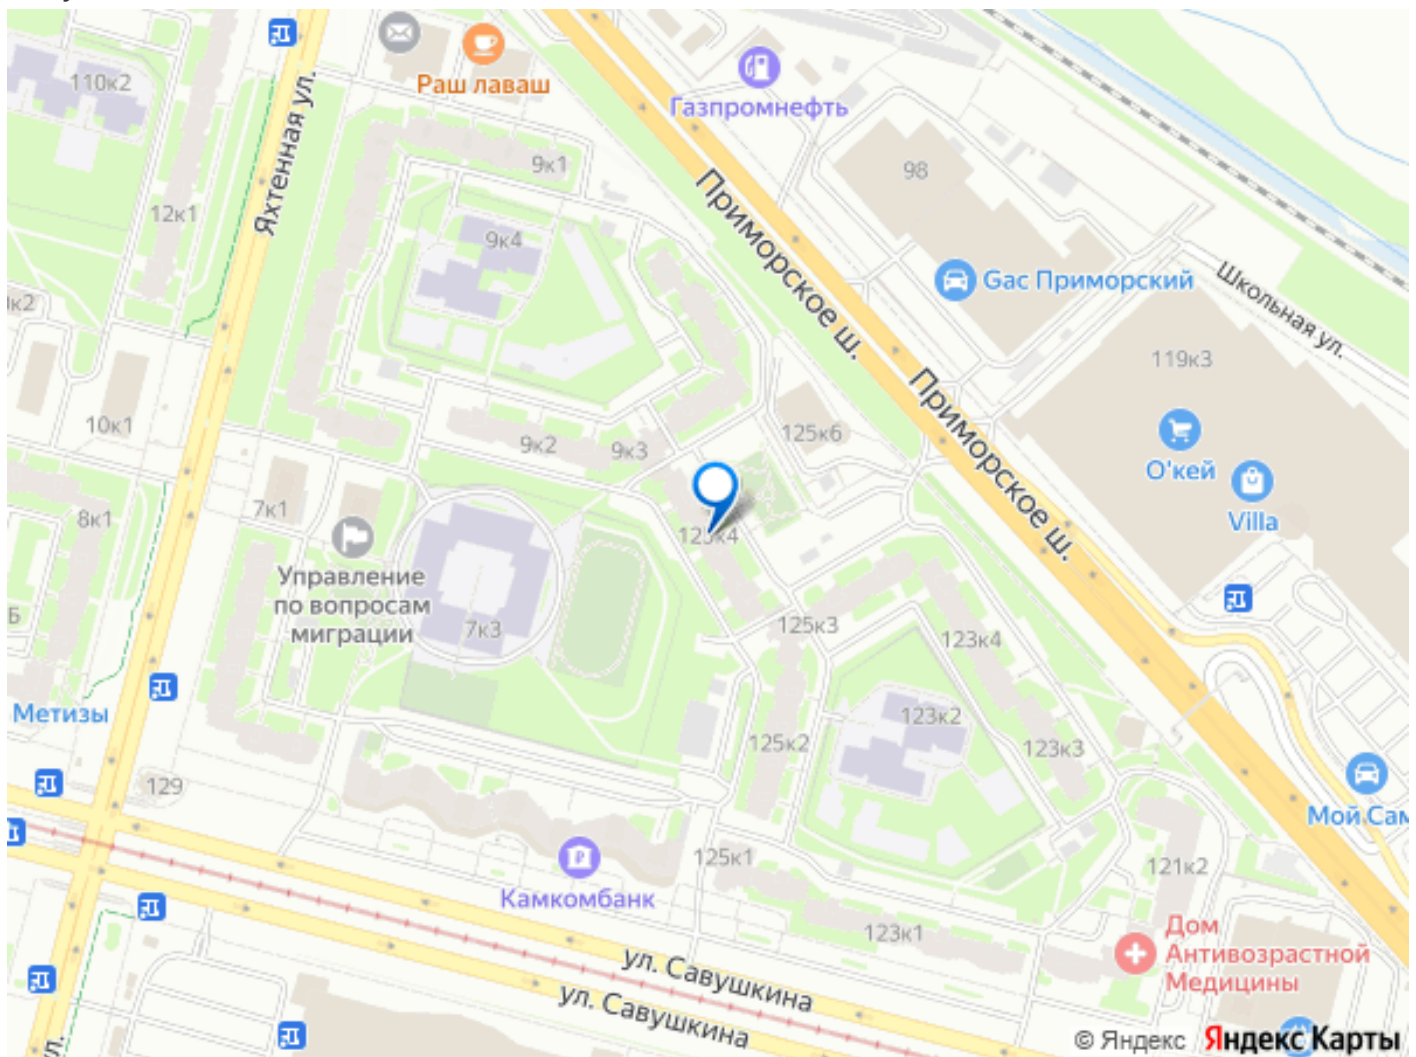 110к2
Раш лаваш
Газпромнефть
Яхтенная ул.
9к1
98
12к1
9к4
Приморское ш.
Gac Приморский
Школьная ул.
119к3
10к1
9к2
9к3
125к6
Приморское ш.
О'кей
Villa
8к1
7к1
125к4
Управление
по вопросам
миграции
7к3
125к3
123к4
Метизы
123к2
125к2
123к3
129
Мой Сам
125к1
121к2
Камкомбанк
123к1
Дом
Антивозрастной
Медицины
ул. Савушкина
ул. Савушкина
© Яндекс Яндекс Карты